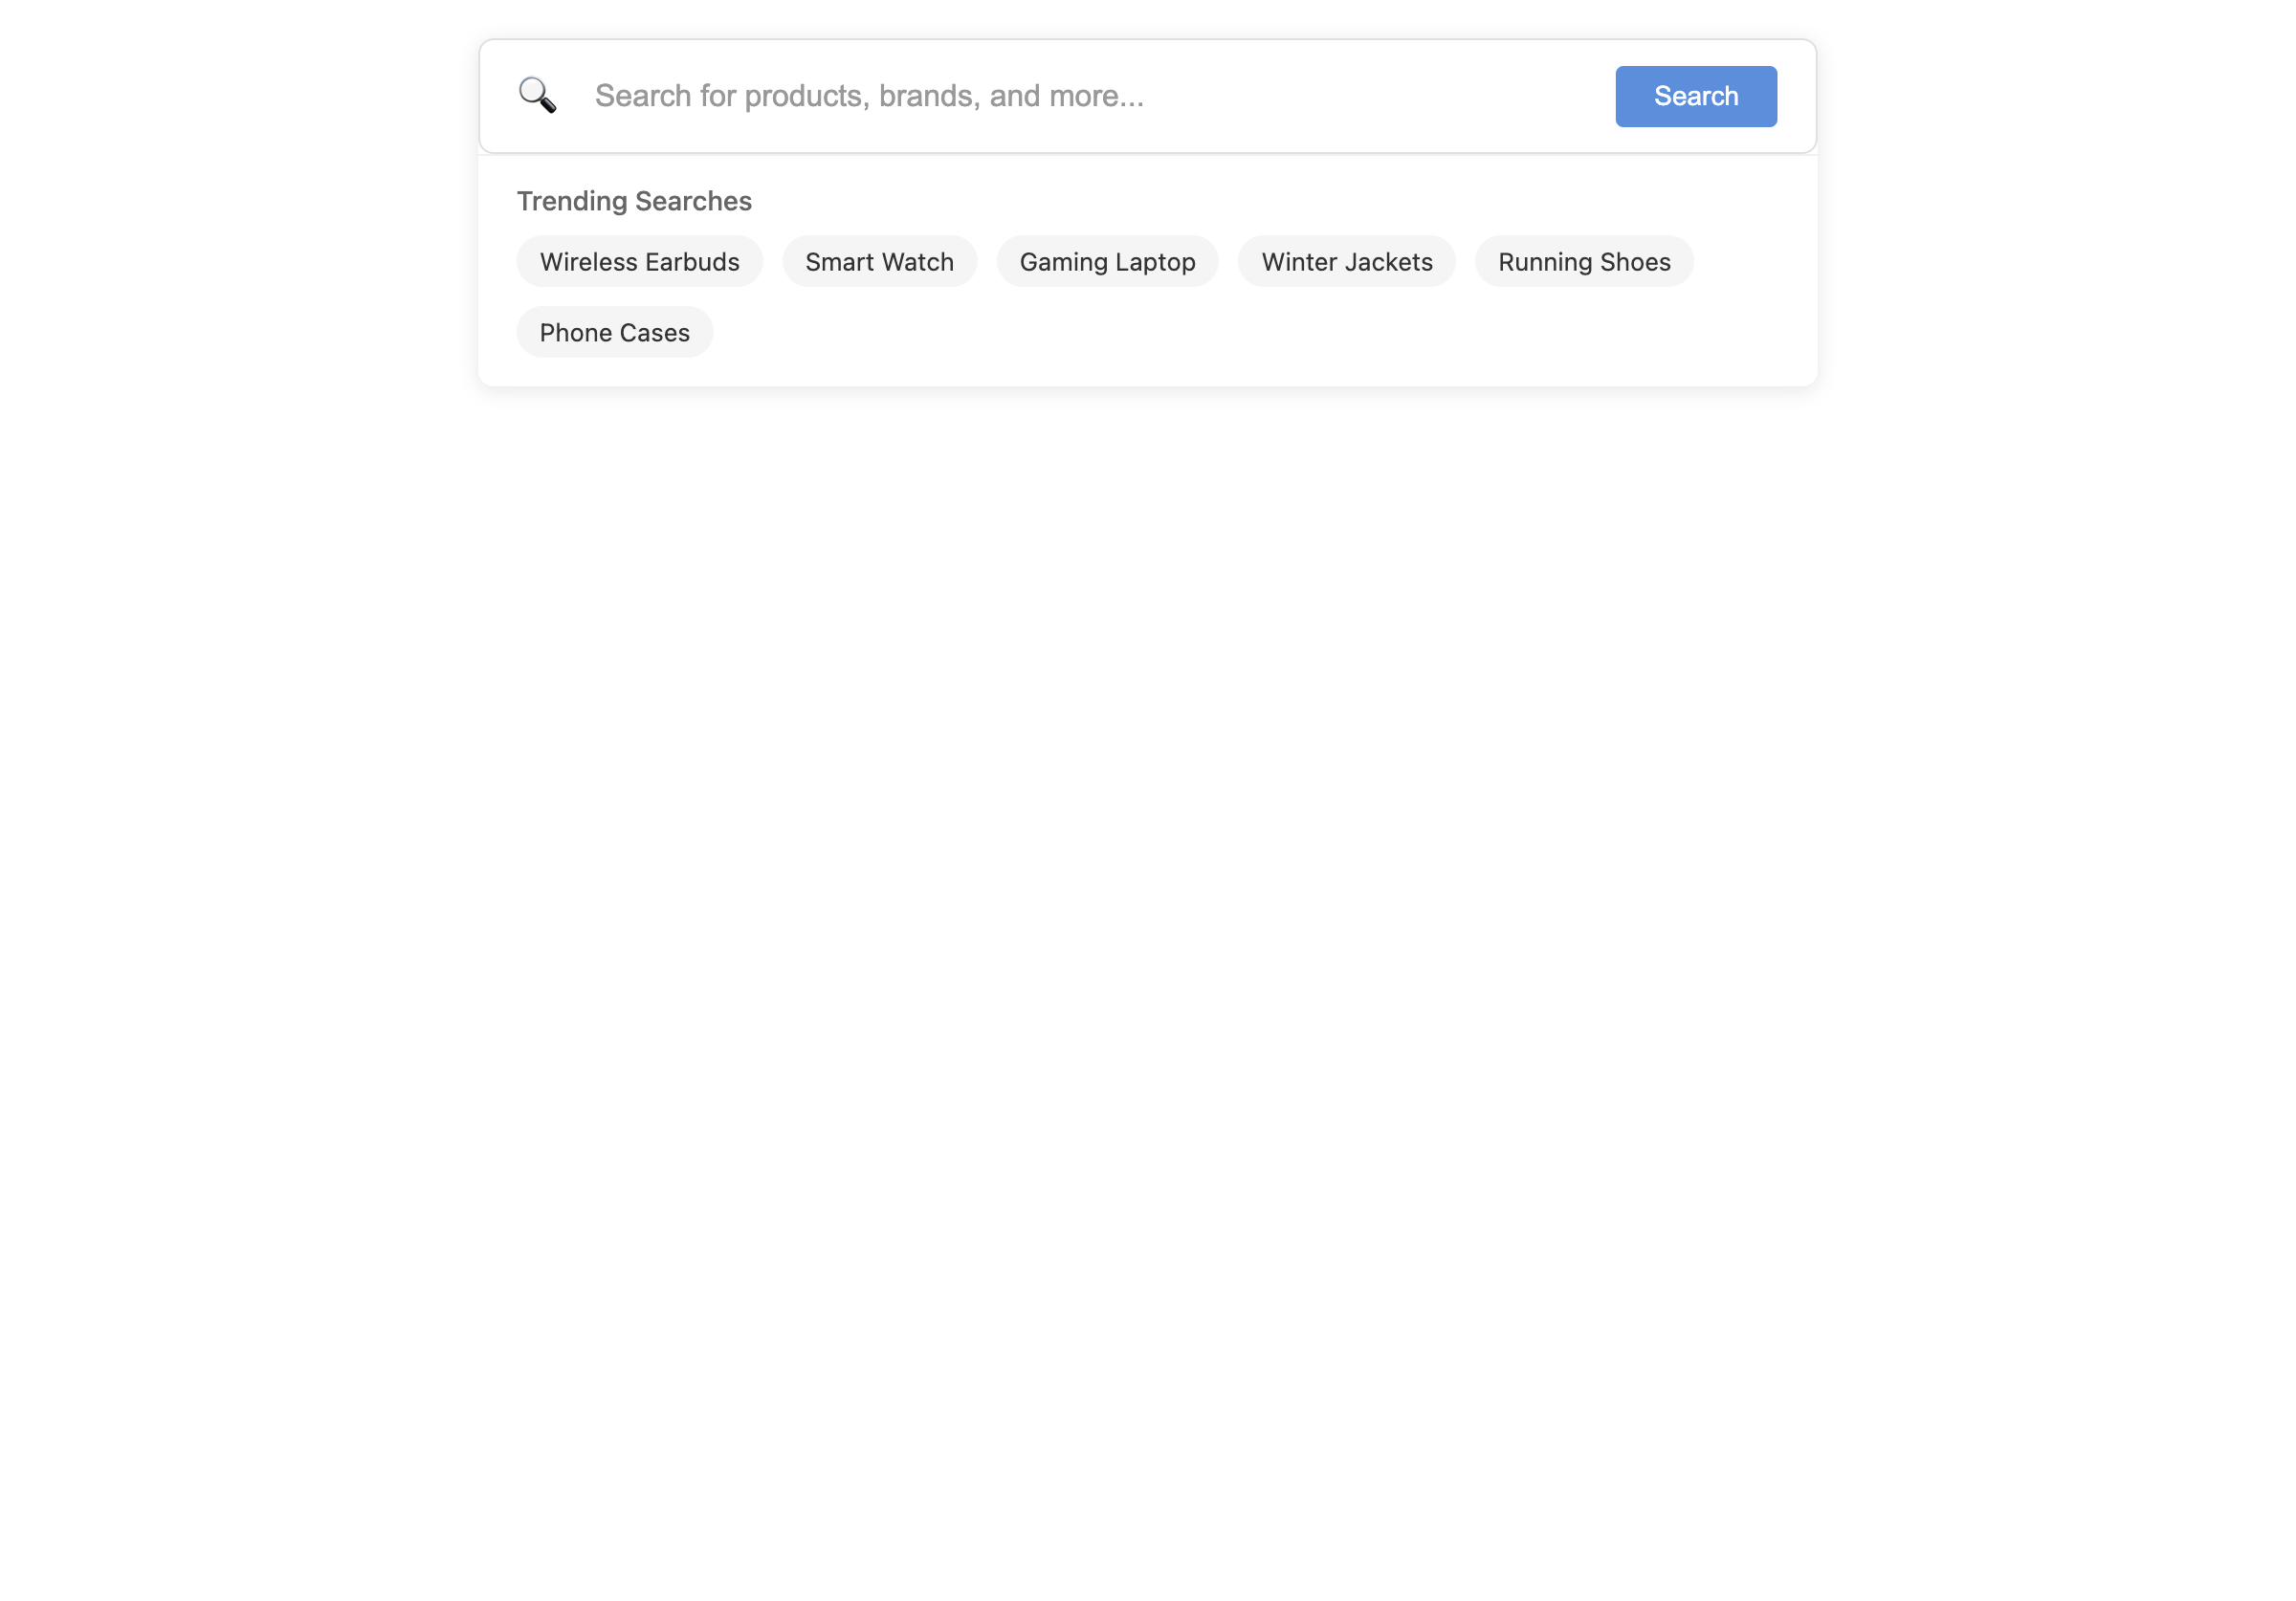 Search for products, brands, and more...
Search
Trending Searches
Wireless Earbuds
Smart Watch
Gaming Laptop
Winter Jackets
Running Shoes
Phone Cases